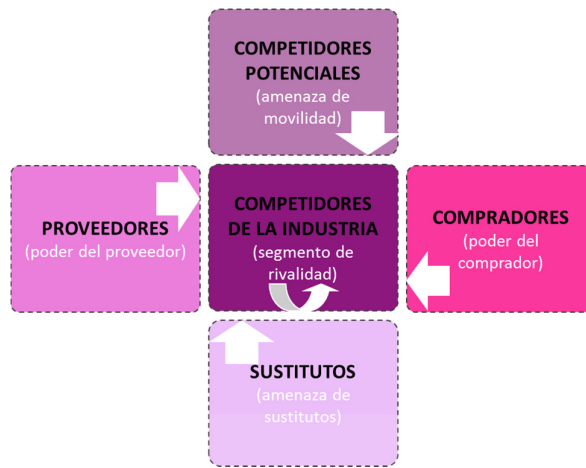 COMPETIDORES
POTENCIALES
(amenaza de
movilidad)
PROVEEDORES
(poder del proveedor)
COMPETIDORES
DE LA INDUSTRIA
(segmento de
rivalidad)
COMPRADORES
(poder del
comprador)
SUSTITUTOS
(amenaza de
sustitutos)